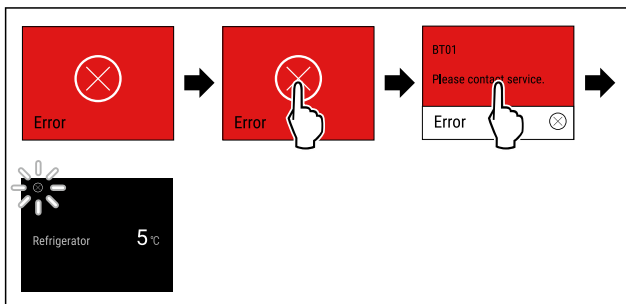 Error
Error
BT01
Please contact service.
Error
Refrigerator 5 °C